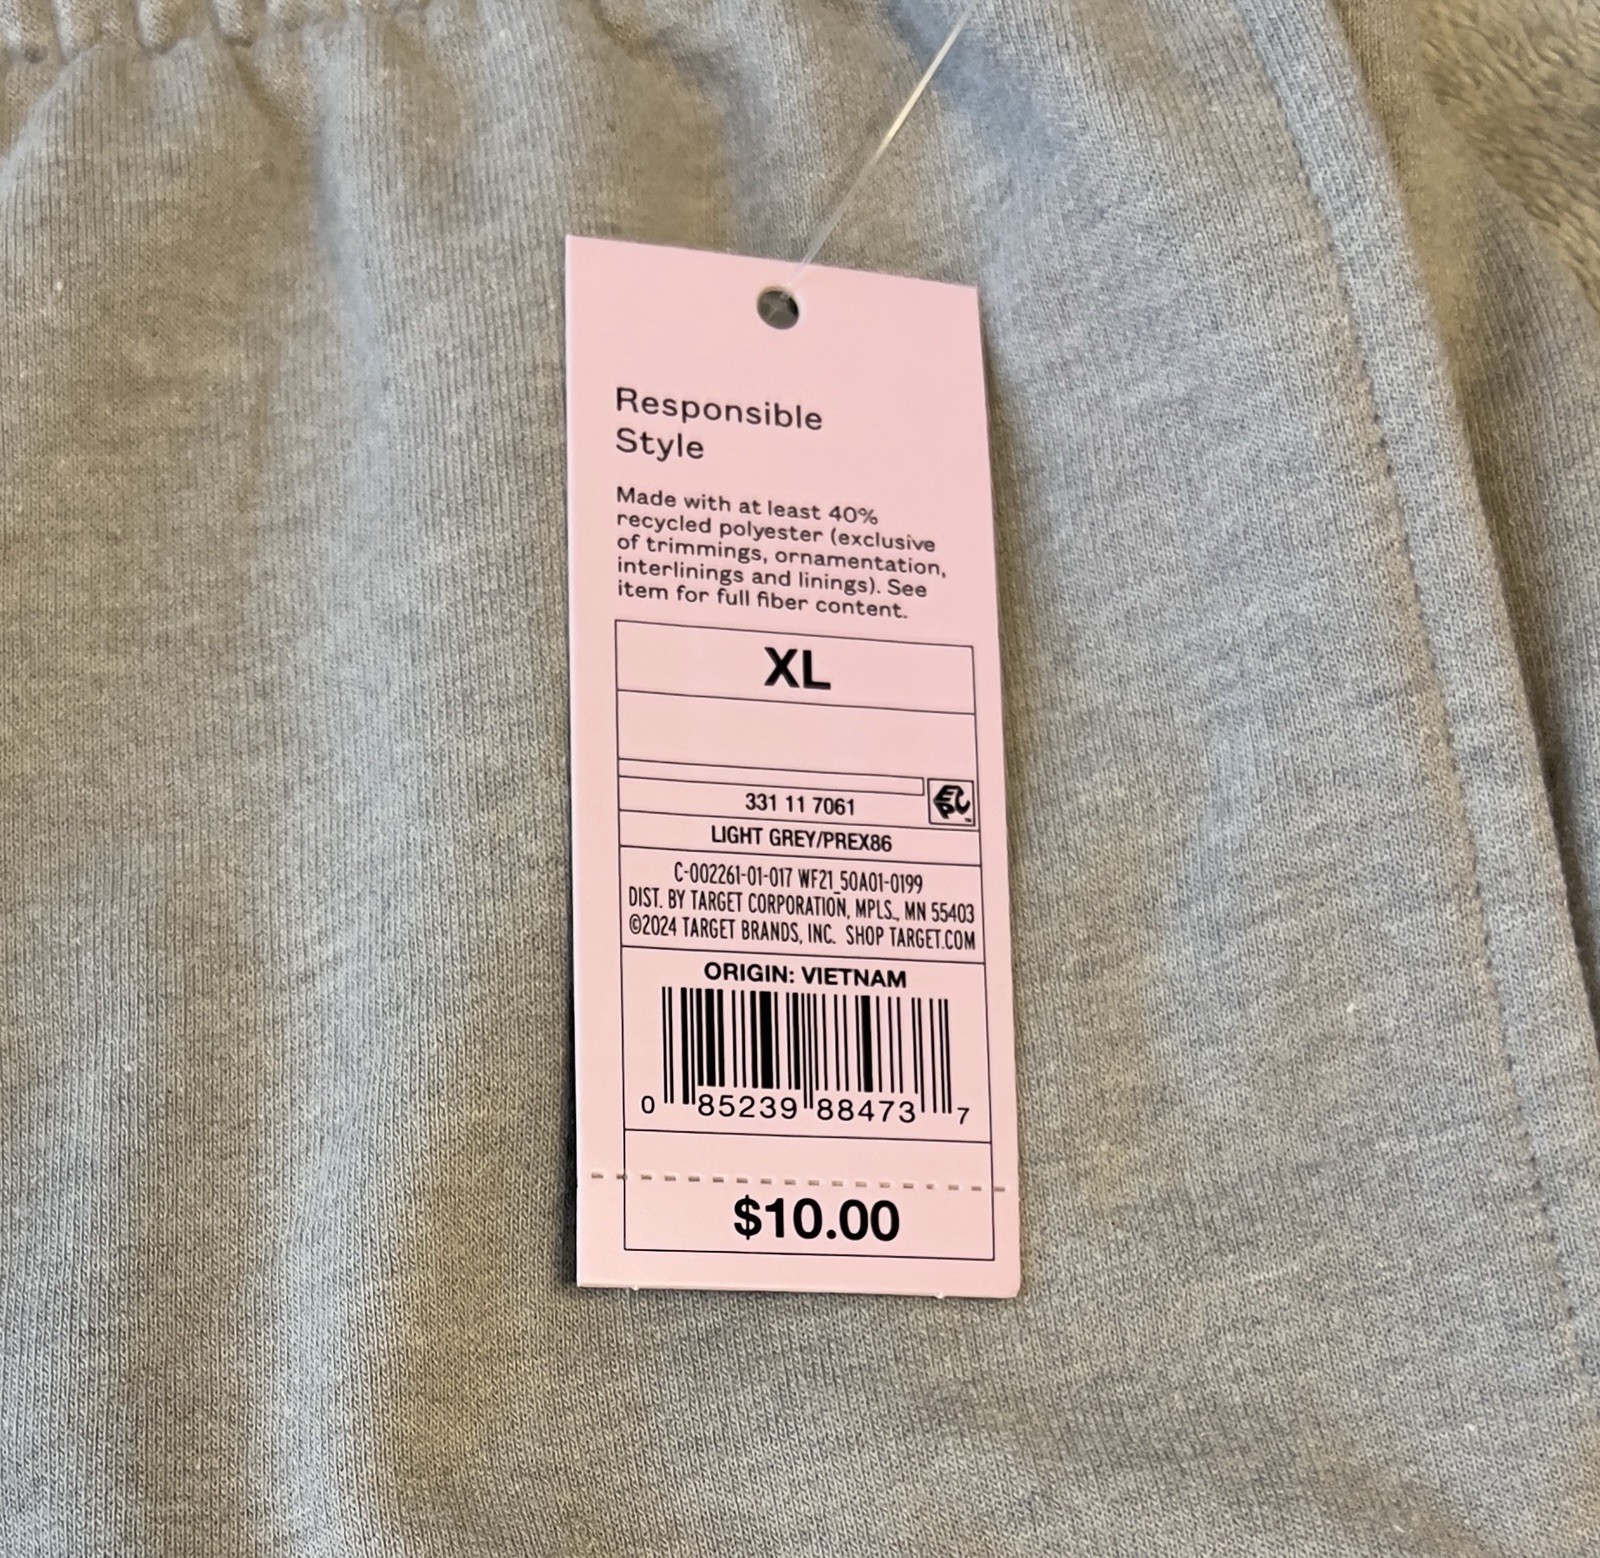 Responsible
Style
Made with at least 40%
recycled polyester (exclusive
of trimmings, ornamentation,
interlinings and linings). See
item for full fiber content.
XL
331 11 7061
LIGHT GREY/PREX86
C-002261-01-017 WF21_50A01-0199
DIST. BY TARGET CORPORATION, MPLS., MN 55403
©2024 TARGET BRANDS, INC. SHOP TARGET.COM
ORIGIN: VIETNAM
0 85239 88473 7
$10.00